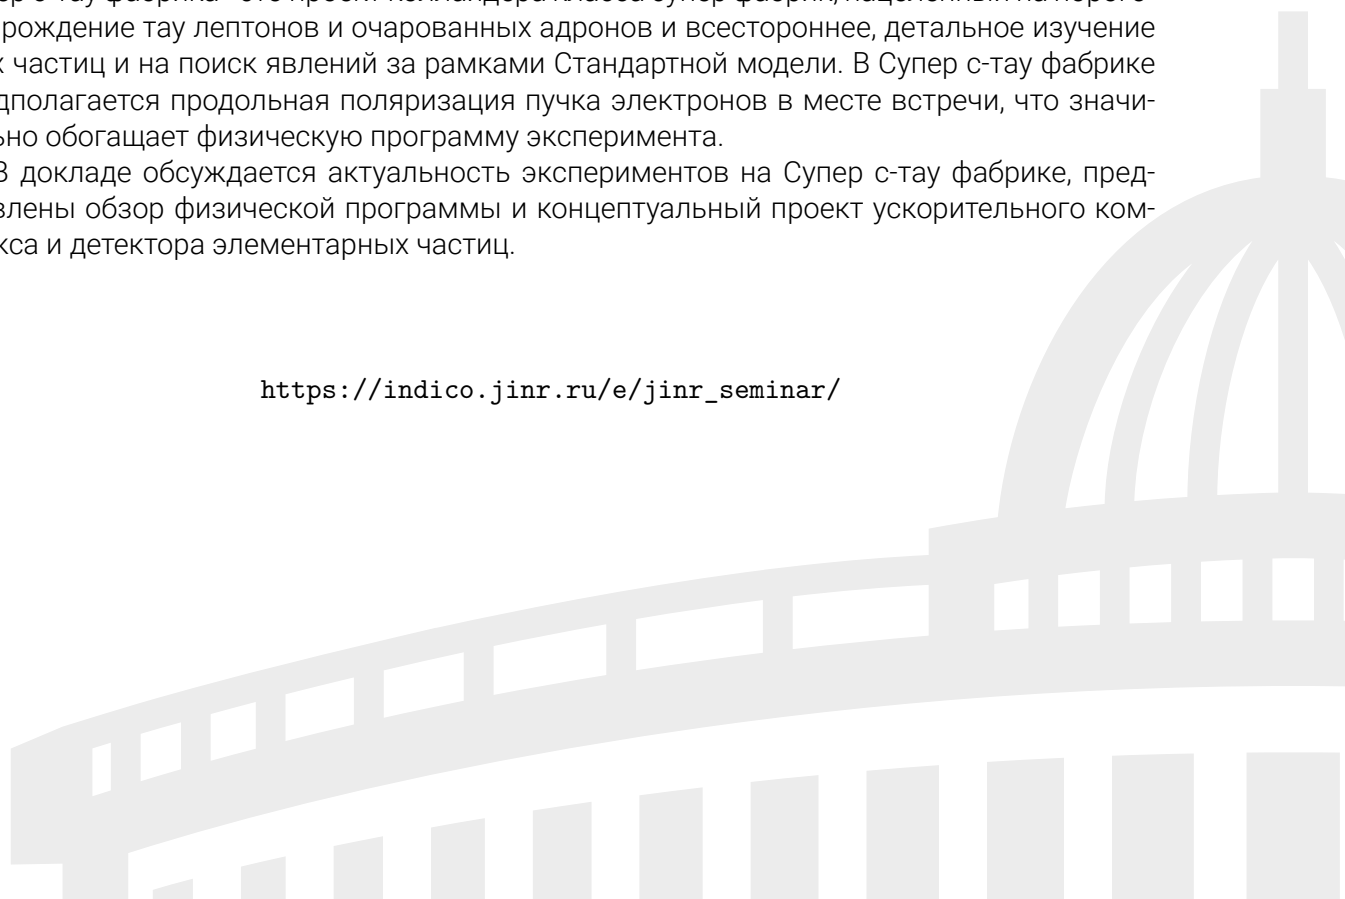 рождение тау лептонов и очарованных адронов и всестороннее, детальное изучение
частиц и на поиск явлений за рамками Стандартной модели. В Супер с-тау фабрике
дполагается продольная поляризация пучка электронов в месте встречи, что значи-
но обогащает физическую программу эксперимента.
В докладе обсуждается актуальность экспериментов на Супер с-тау фабрике, пред-
влены обзор физической программы и концептуальный проект ускорительного ком-
кса и детектора элементарных частиц.
https://indico.jinr.ru/e/jinr_seminar/